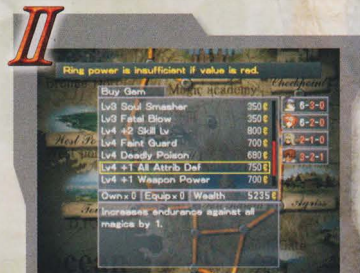 II
Ring power is insufficient if value is red.
Buy Gem
Magic Academy
Checkpoint
Lv3 Soul Smasher 350 ¢
Lv3 Fatal Blow 350 ¢
Lv4 +2 Skill Lv 800 ¢
Lv4 Faint Guard 700 ¢
Lv4 Deadly Poison 680 ¢
Lv4 +1 All Attrib Def 750 ¢
Lv4 +1 Weapon Power 700 ¢
6-3-0
6-2-0
2-1-0
3-2-1
Own x 0 Equip x 0 Wealth 5235 ¢
Increases endurance against all
magics by 1.